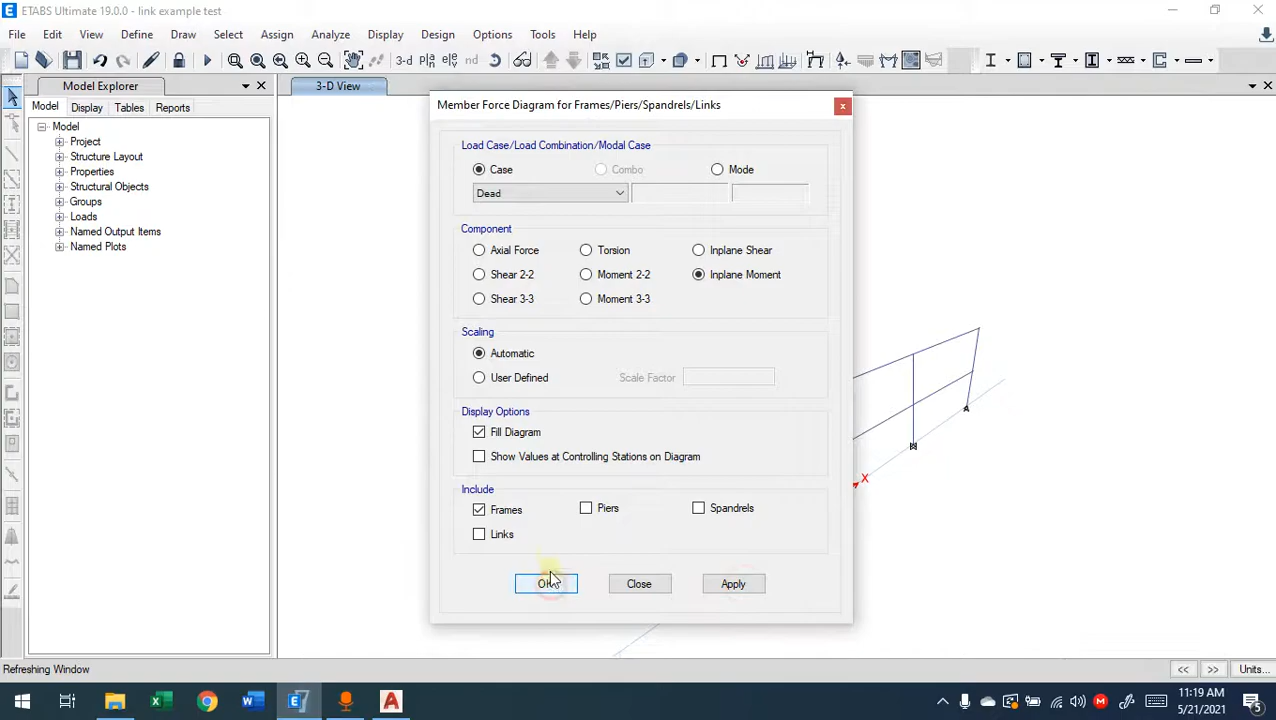 ETABS Ultimate 19.0.0 - link example test
File Edit View Define Draw Select Assign Analyze Display Design Options Tools Help
3-d nd
Model Explorer
3-D View
Model Display Tables Reports
Model
Project
Structure Layout
Properties
Structural Objects
Groups
Loads
Named Output Items
Named Plots
Member Force Diagram for Frames/Piers/Spandrels/Links
Load Case/Load Combination/Modal Case
Case Combo Mode
Dead
Component
Axial Force Torsion Inplane Shear
Shear 2-2 Moment 2-2 Inplane Moment
Shear 3-3 Moment 3-3
Scaling
Automatic
User Defined Scale Factor
Display Options
Fill Diagram
Show Values at Controlling Stations on Diagram
Include
Frames Piers Spandrels
Links
OK Close Apply
X
Refreshing Window
<< >> Units...
11:19 AM
5/21/2021
5